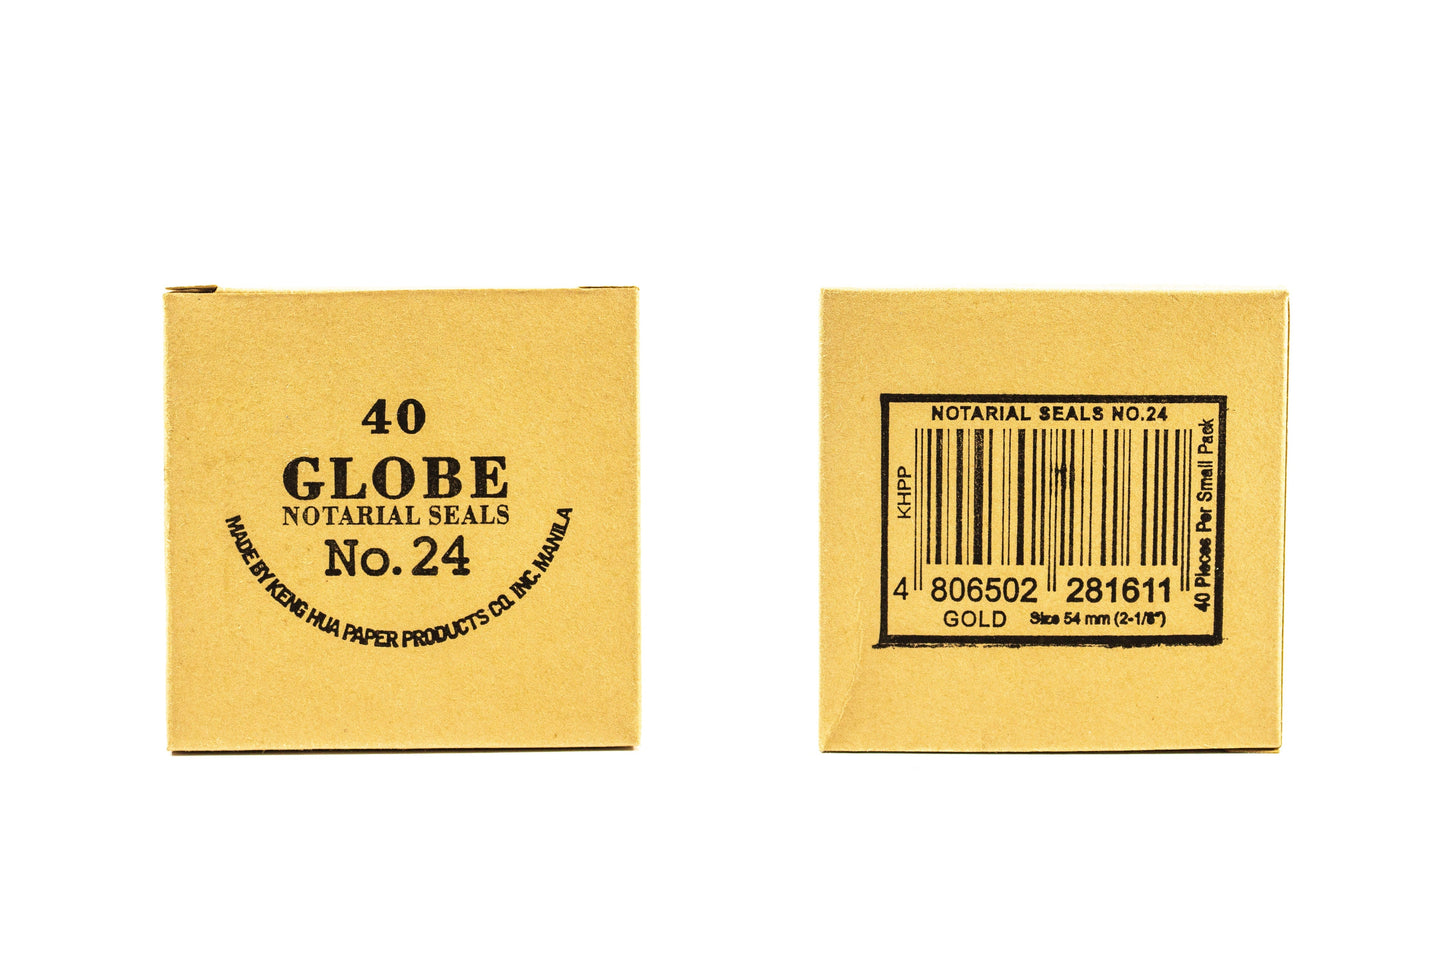 40
GLOBE
NOTARIAL SEALS
No. 24
MADE BY KENG HUA PAPER PRODUCTS CO. INC. MANILA
NOTARIAL SEALS NO.24
KHPP
40 Pieces Per Small Pack
4 806502 281611
GOLD Size 54 mm (2-1/8")